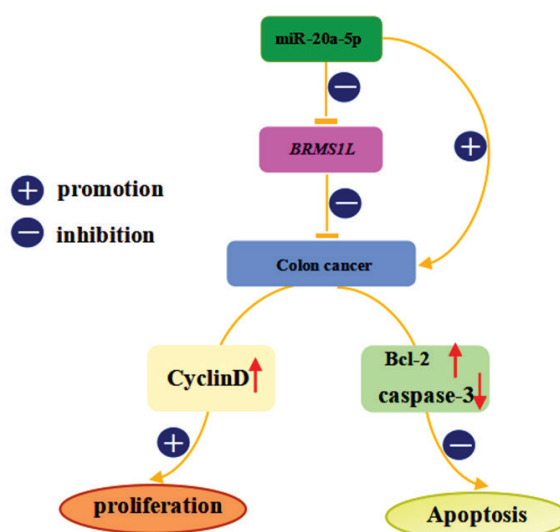 miR-20a-5p
−
BRMS1L
+
+ promotion
−
− inhibition
Colon cancer
CyclinD
Bcl-2
caspase-3
+
−
proliferation
Apoptosis